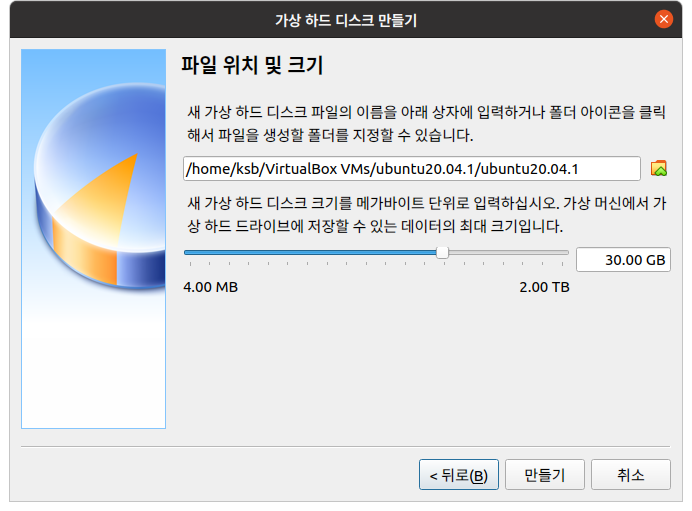 가상 하드 디스크 만들기
파일 위치 및 크기
새 가상 하드 디스크 파일의 이름을 아래 상자에 입력하거나 폴더 아이콘을 클릭
해서 파일을 생성할 폴더를 지정할 수 있습니다.
/home/ksb/VirtualBox VMs/ubuntu20.04.1/ubuntu20.04.1
새 가상 하드 디스크 크기를 메가바이트 단위로 입력하십시오. 가상 머신에서 가
상 하드 드라이브에 저장할 수 있는 데이터의 최대 크기입니다.
30.00 GB
4.00 MB 2.00 TB
< 뒤로(B) 만들기 취소